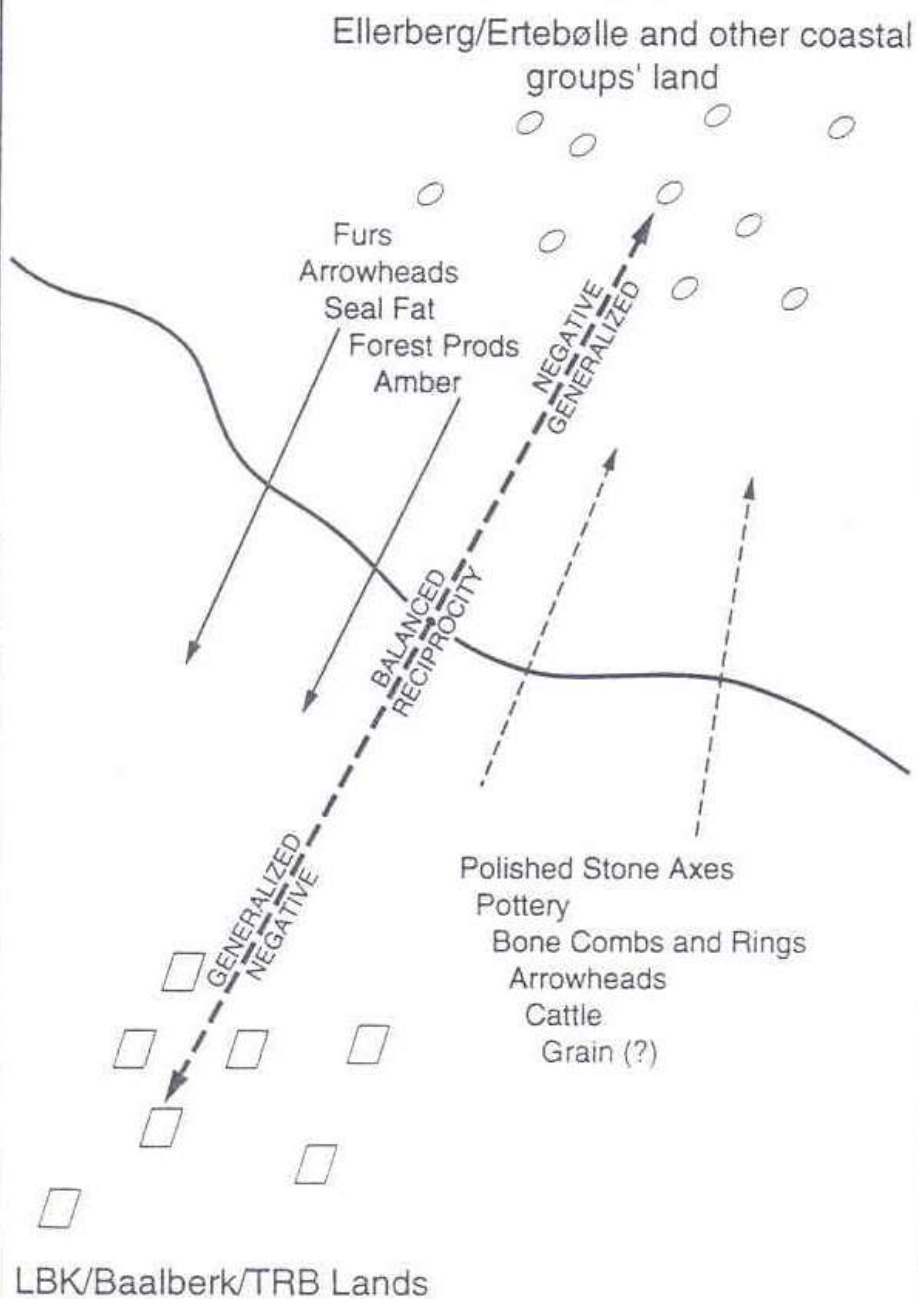 Ellerberg/Ertebølle and other coastal
groups' land
Furs
Arrowheads
Seal Fat
Forest Prods
Amber
NEGATIVE
GENERALIZED
BALANCED
RECIPROCITY
GENERALIZED
NEGATIVE
Polished Stone Axes
Pottery
Bone Combs and Rings
Arrowheads
Cattle
Grain (?)
LBK/Baalberk/TRB Lands